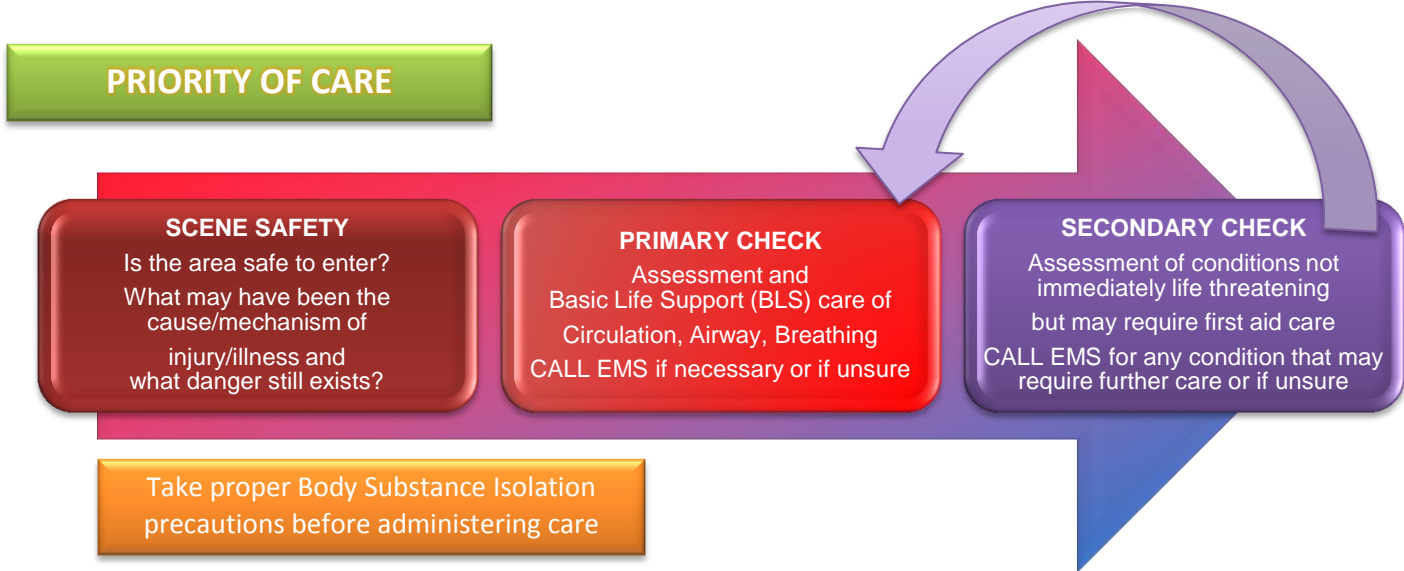 PRIORITY OF CARE
SCENE SAFETY
Is the area safe to enter?
What may have been the
cause/mechanism of
injury/illness and
what danger still exists?
PRIMARY CHECK
Assessment and
Basic Life Support (BLS) care of
Circulation, Airway, Breathing
CALL EMS if necessary or if unsure
SECONDARY CHECK
Assessment of conditions not
immediately life threatening
but may require first aid care
CALL EMS for any condition that may
require further care or if unsure
Take proper Body Substance Isolation
precautions before administering care